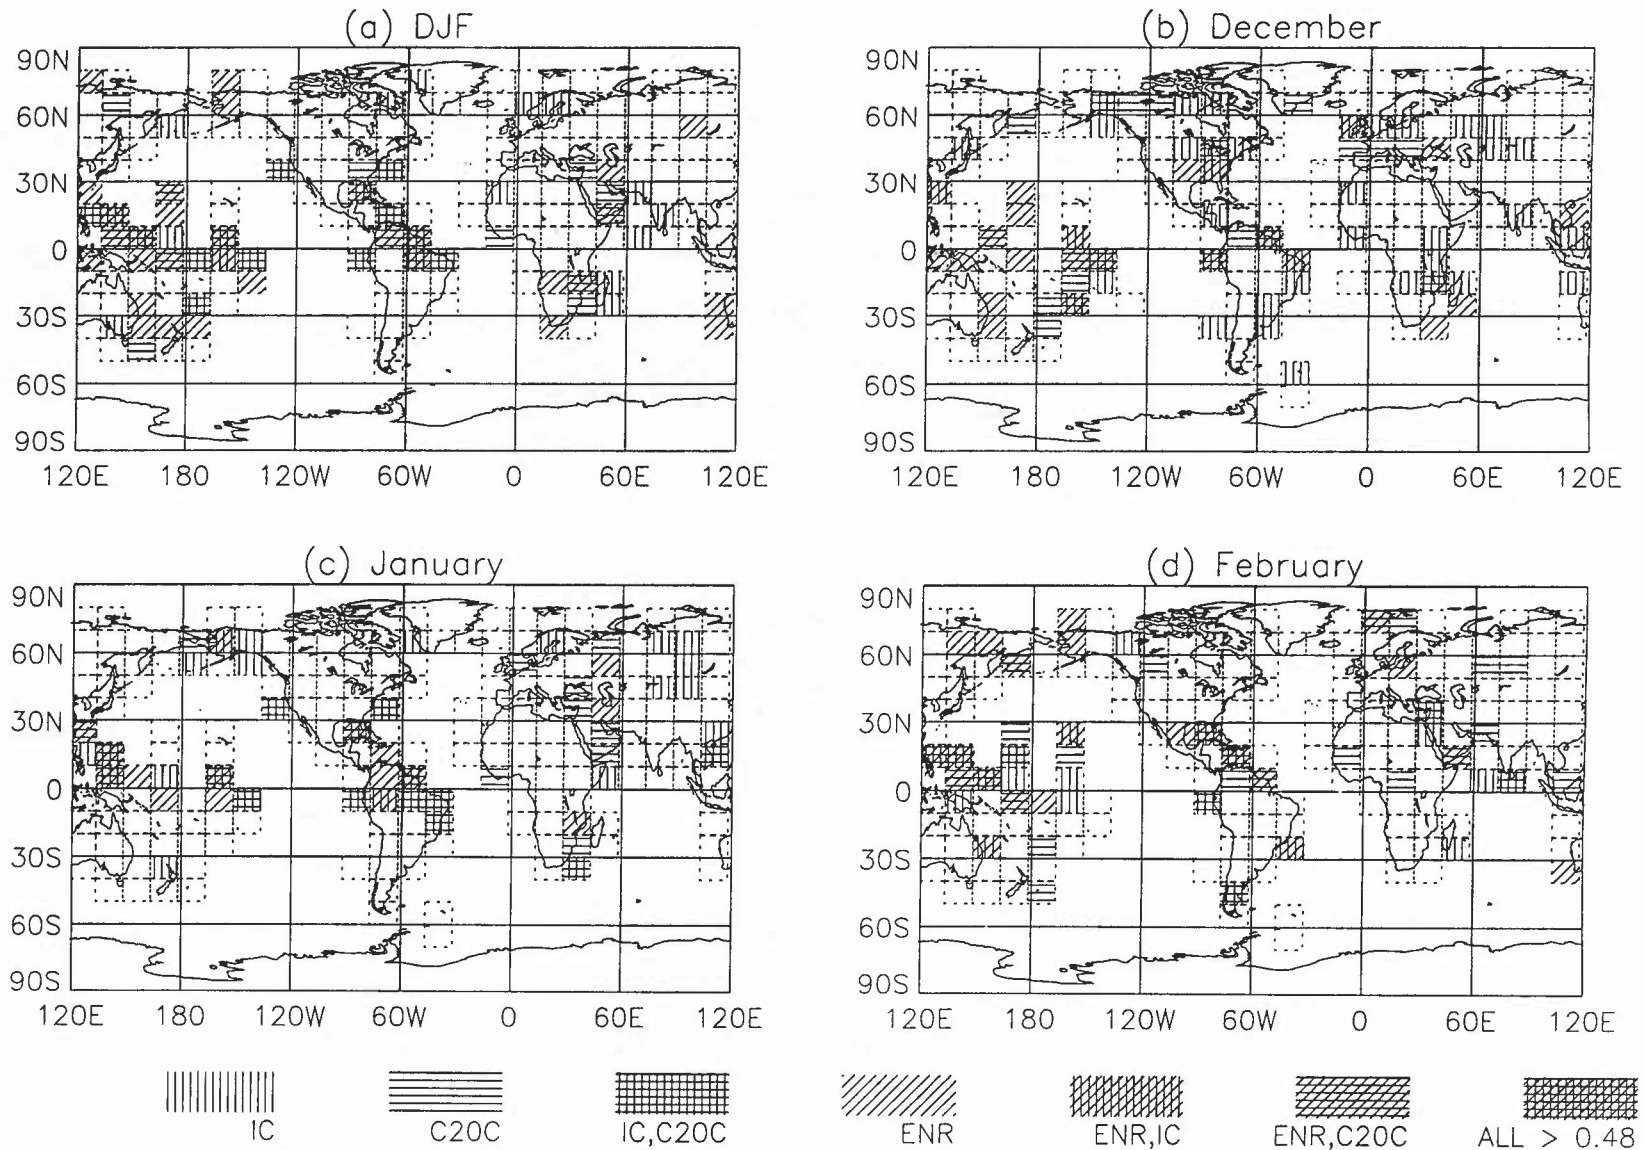 (a) DJF
90N
60N
30N
0
30S
60S
90S
120E 180 120W 60W 0 60E 120E
(b) December
90N
60N
30N
0
30S
60S
90S
120E 180 120W 60W 0 60E 120E
(c) January
90N
60N
30N
0
30S
60S
90S
120E 180 120W 60W 0 60E 120E
(d) February
90N
60N
30N
0
30S
60S
90S
120E 180 120W 60W 0 60E 120E
IC C20C IC,C20C ENR ENR,IC ENR,C20C ALL > 0.48